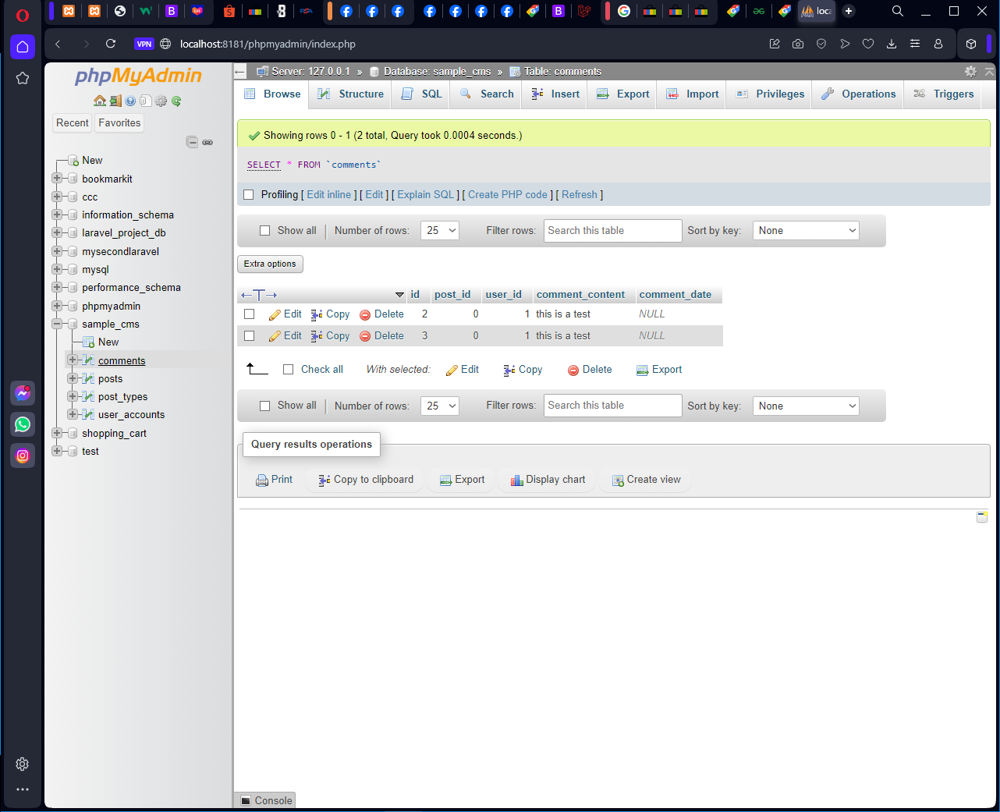 loca
VPN localhost:8181/phpmyadmin/index.php
phpMyAdmin
Recent Favorites
New
bookmarkit
ccc
information_schema
laravel_project_db
mysecondlaravel
mysql
performance_schema
phpmyadmin
sample_cms
New
comments
posts
post_types
user_accounts
shopping_cart
test
Server: 127.0.0.1 » Database: sample_cms » Table: comments
Browse Structure SQL Search Insert Export Import Privileges Operations Triggers
Showing rows 0 - 1 (2 total, Query took 0.0004 seconds.)
SELECT * FROM `comments`
Profiling [ Edit inline ] [ Edit ] [ Explain SQL ] [ Create PHP code ] [ Refresh ]
Show all Number of rows: 25 Filter rows: Search this table Sort by key: None
Extra options
id post_id user_id comment_content comment_date
Edit Copy Delete 2 0 1 this is a test NULL
Edit Copy Delete 3 0 1 this is a test NULL
Check all With selected: Edit Copy Delete Export
Show all Number of rows: 25 Filter rows: Search this table Sort by key: None
Query results operations
Print Copy to clipboard Export Display chart Create view
Console